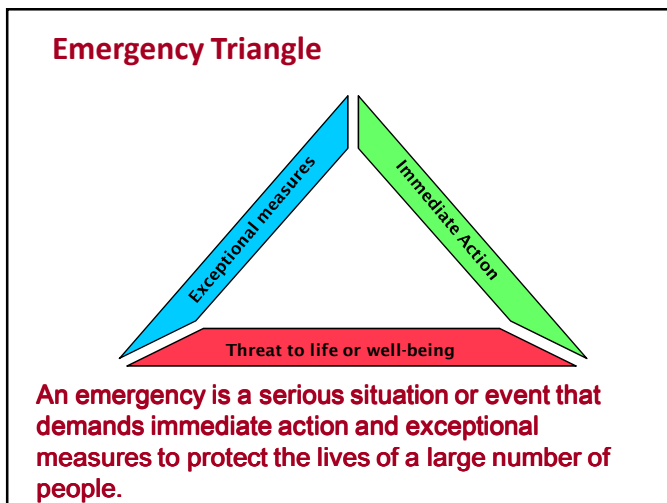 Emergency Triangle
Exceptional measures
Immediate Action
Threat to life or well-being
An emergency is a serious situation or event that
demands immediate action and exceptional
measures to protect the lives of a large number of
people.